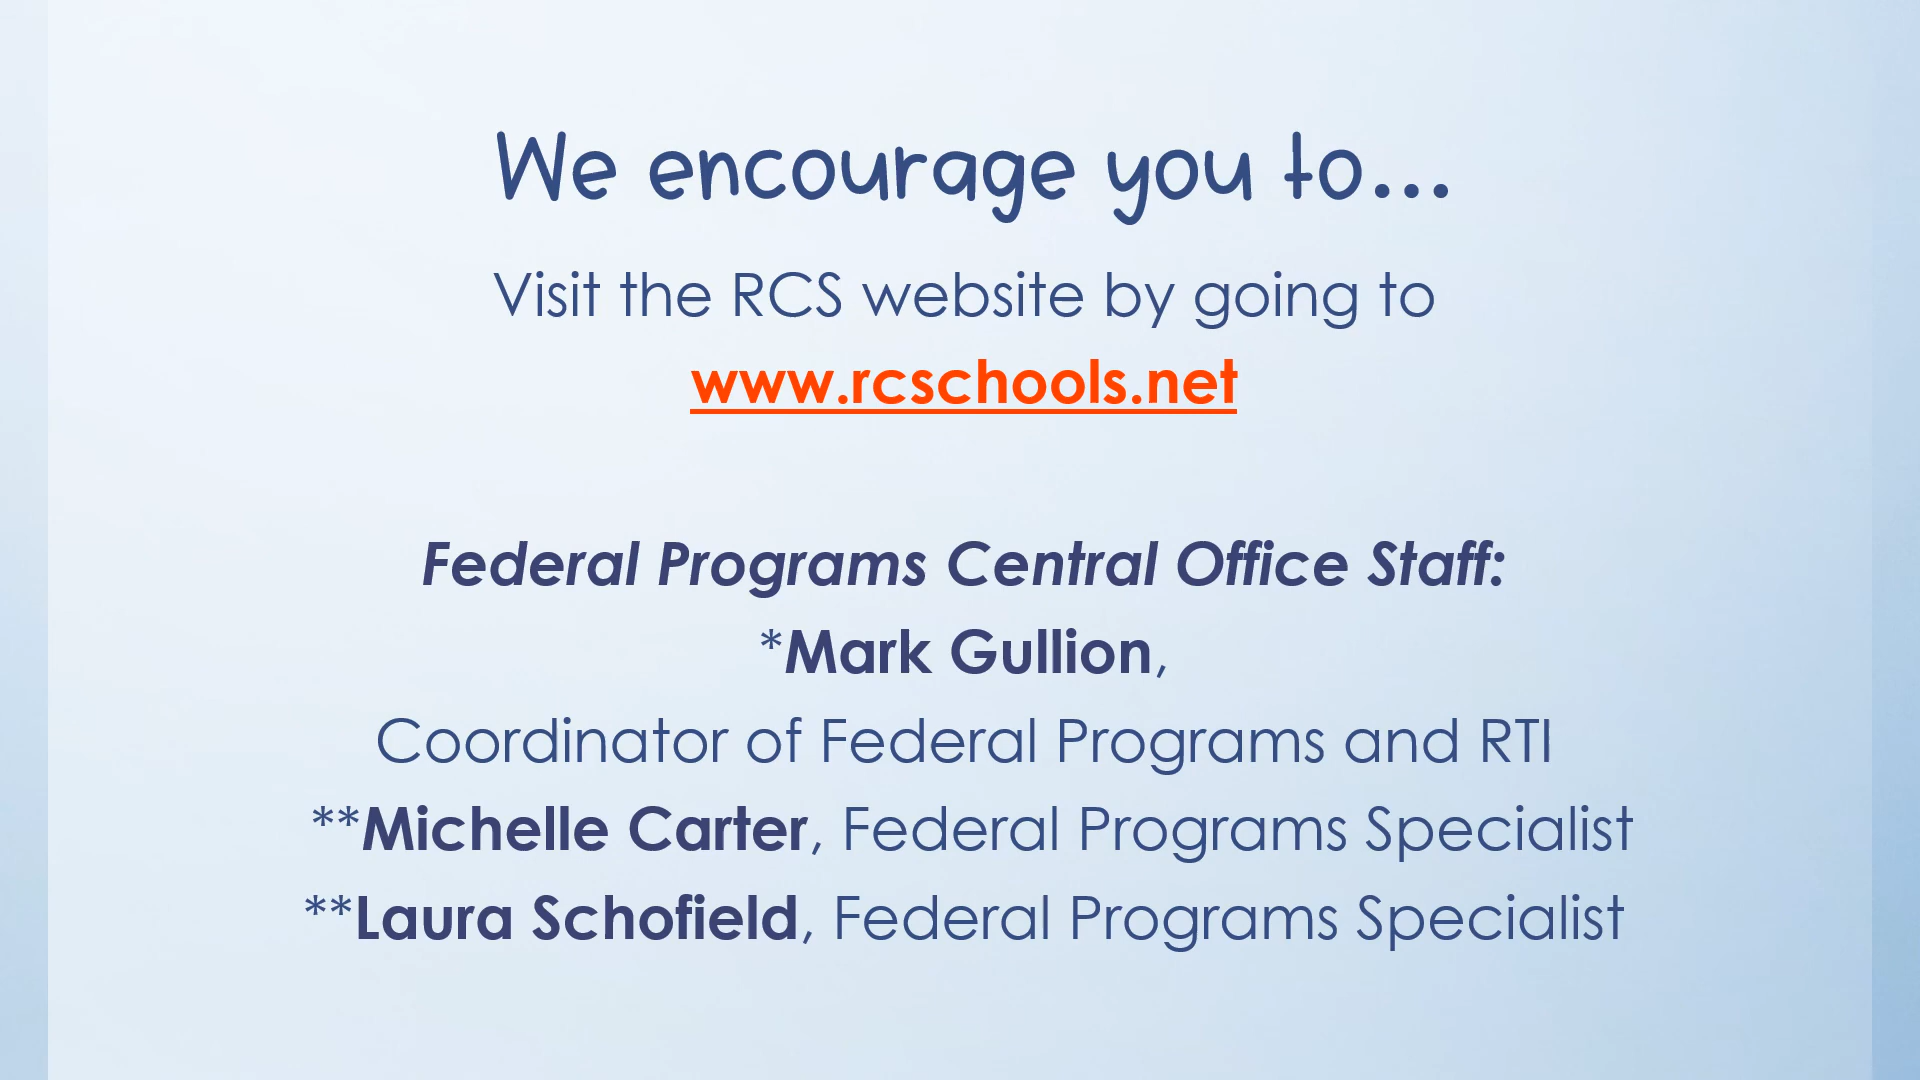 We encourage you to...
Visit the RCS website by going to
www.rcschools.net
Federal Programs Central Office Staff:
*Mark Gullion,
Coordinator of Federal Programs and RTI
**Michelle Carter, Federal Programs Specialist
**Laura Schofield, Federal Programs Specialist